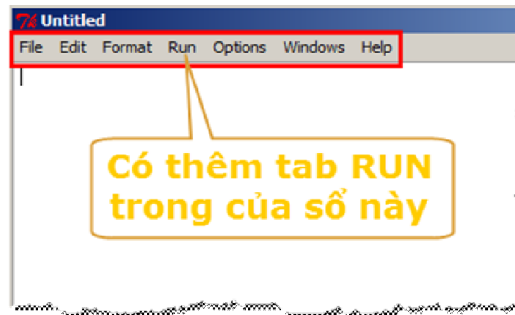 Untitled
File Edit Format Run Options Windows Help
Có thêm tab RUN
trong của sổ này